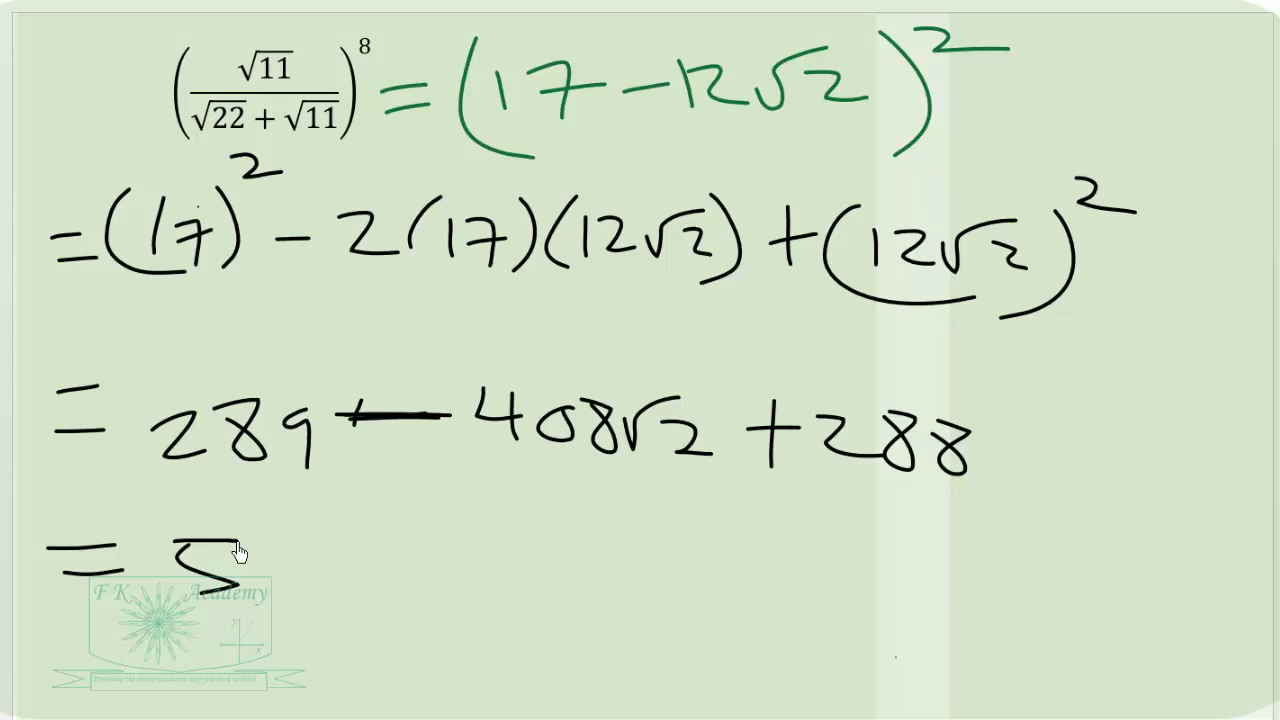 (√11 / (√22 + √11))^8 = (17 − 12√2)^2
= (17)^2 − 2(17)(12√2) + (12√2)^2
= 289 − 408√2 + 288
= 5
F K Academy
y
x